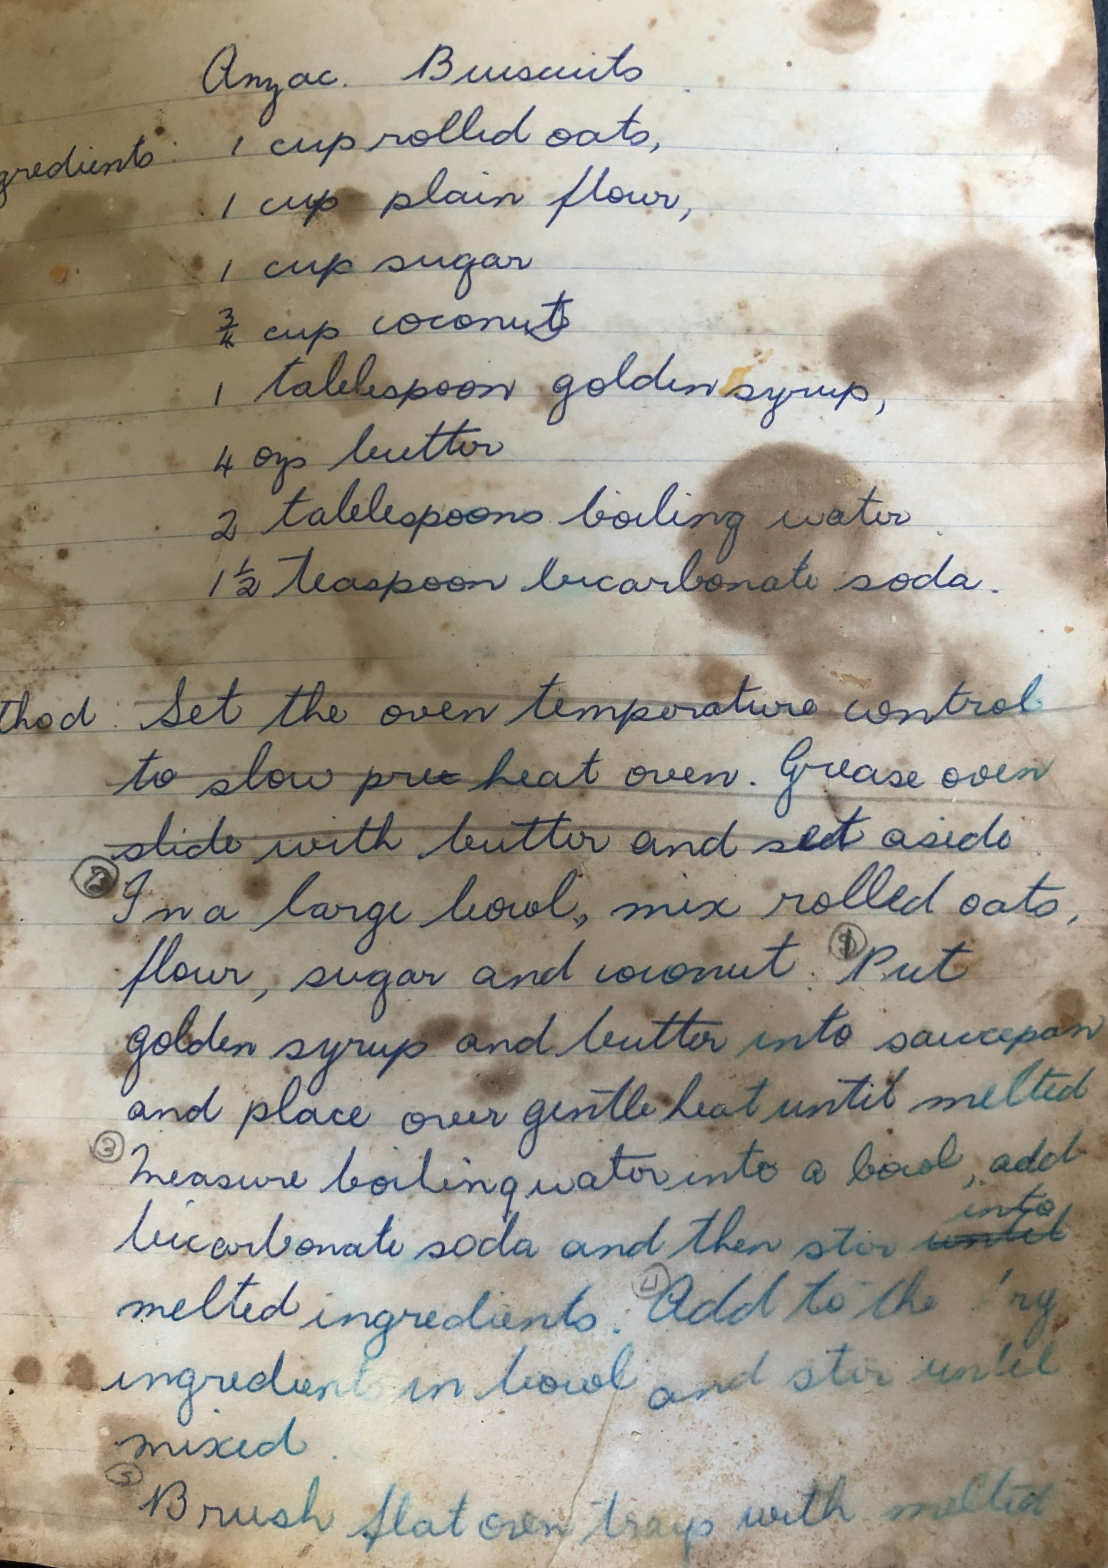 Anzac. Biuscuits
gredients: 1 cup rolled oats,
1 cup plain flour,
1 cup sugar
¾ cup coconut
1 tablespoon golden syrup,
4 ozs butter
2 tablespoons boiling water
1½ teaspoon bicarbonate soda.
thod. Set the oven temperature control
to slow pre heat oven. Grease oven
slide with butter and set aside
② In a large bowl, mix rolled oats,
flour, sugar and coconut. ① Put
golden syrup and butter into saucepan
and place over gentle heat until melted
③ Measure boiling water into a bowl, add
into
bicarbonate soda and then stir until
melted ingredients. ④ Add to the ry
ingredient in bowl and stir until
mixed.
⑤ Brush flat oven trays with melted